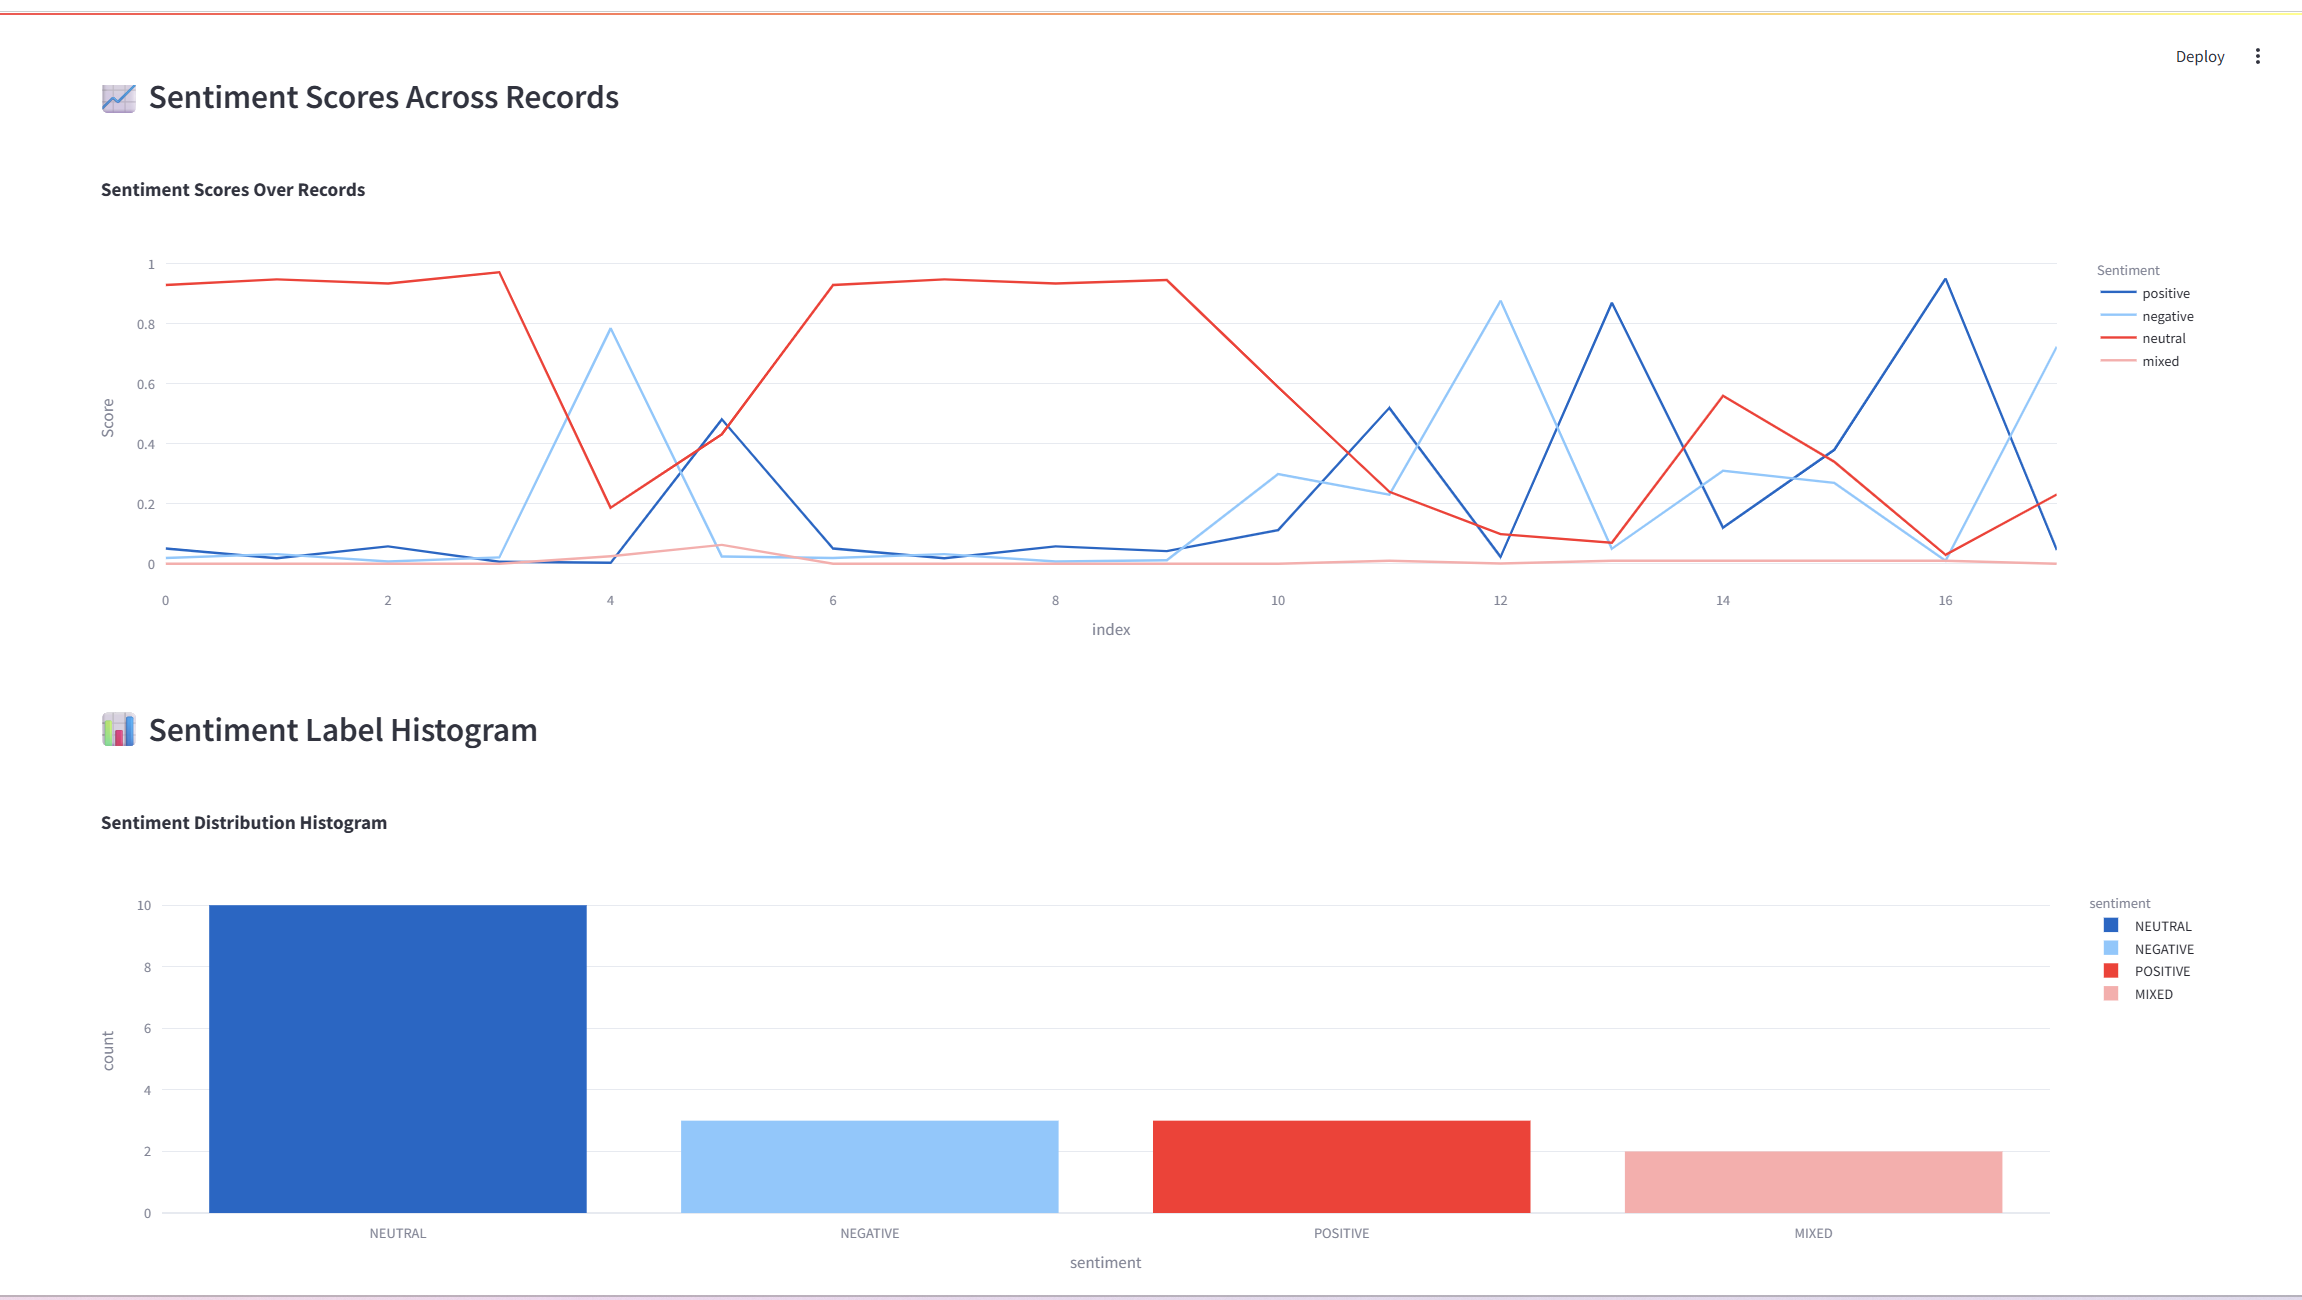 Deploy
Sentiment Scores Across Records
Sentiment Scores Over Records
1
0.8
0.6
0.4
0.2
0
Score
0 2 4 6 8 10 12 14 16
index
Sentiment
positive
negative
neutral
mixed
Sentiment Label Histogram
Sentiment Distribution Histogram
10
8
6
4
2
0
count
NEUTRAL NEGATIVE POSITIVE MIXED
sentiment
sentiment
NEUTRAL
NEGATIVE
POSITIVE
MIXED